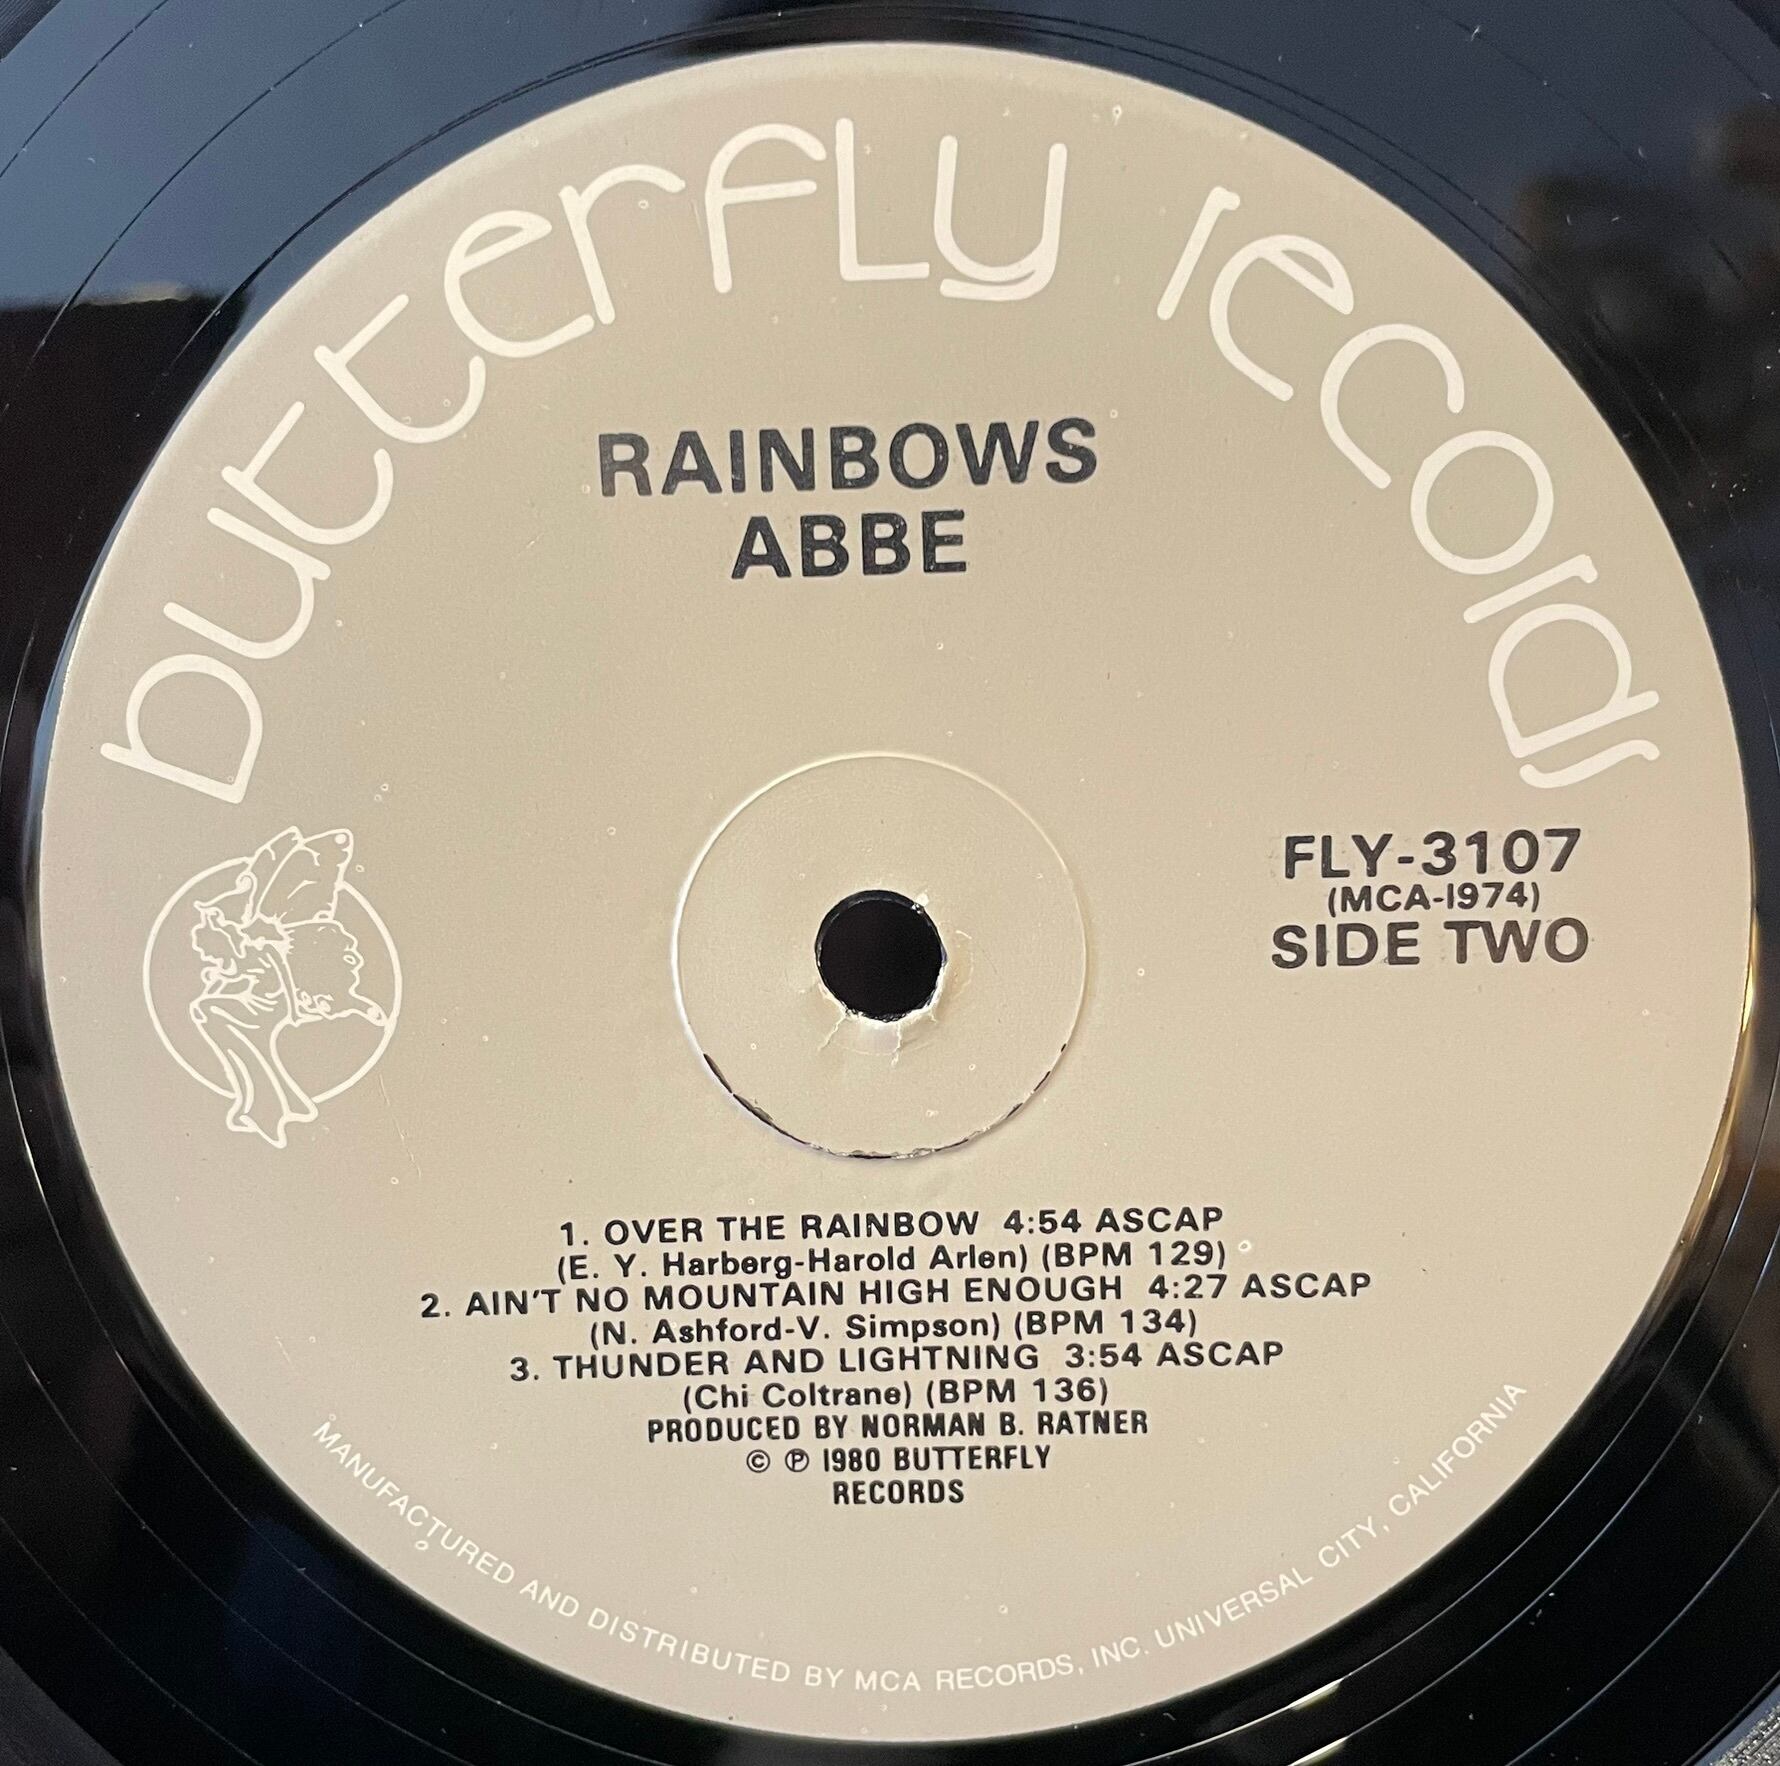 butterfly records
RAINBOWS
ABBE
FLY-3107
(MCA-1974)
SIDE TWO
1. OVER THE RAINBOW 4:54 ASCAP
(E. Y. Harberg-Harold Arlen) (BPM 129)
2. AIN'T NO MOUNTAIN HIGH ENOUGH 4:27 ASCAP
(N. Ashford-V. Simpson) (BPM 134)
3. THUNDER AND LIGHTNING 3:54 ASCAP
(Chi Coltrane) (BPM 136)
PRODUCED BY NORMAN B. RATNER
© ℗ 1980 BUTTERFLY
RECORDS
MANUFACTURED AND DISTRIBUTED BY MCA RECORDS, INC. UNIVERSAL CITY, CALIFORNIA